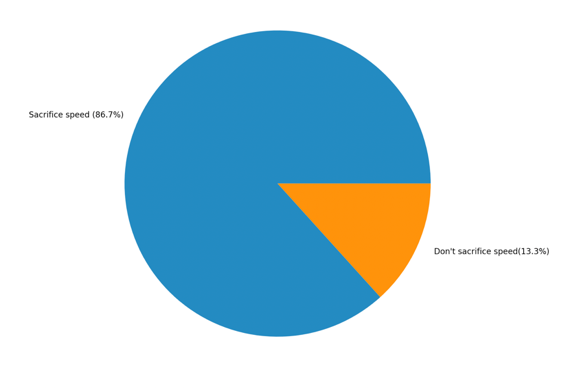 Sacrifice speed (86.7%)
Don't sacrifice speed(13.3%)